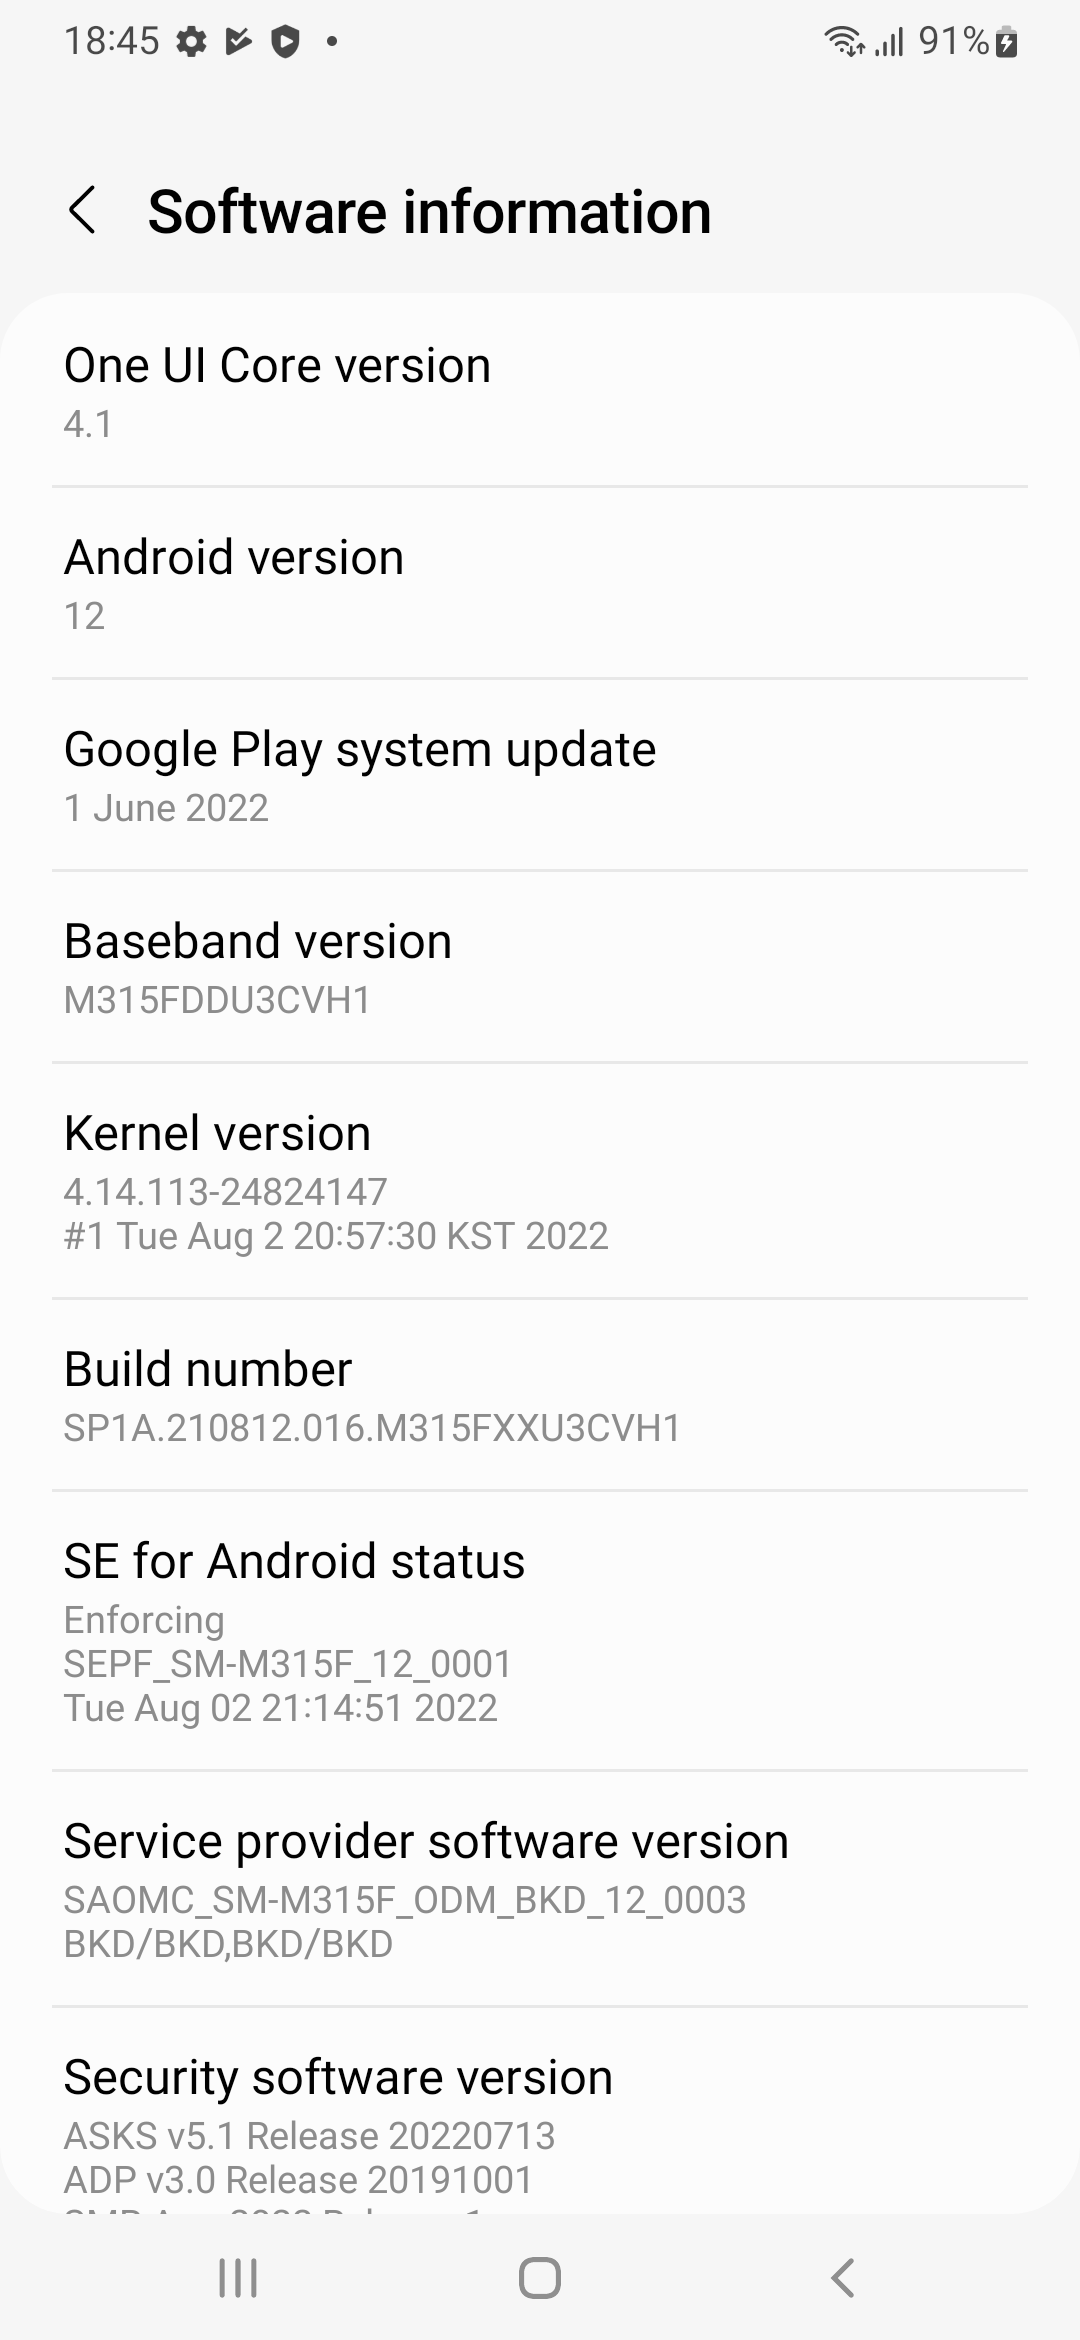 18:45
91%
Software information
One UI Core version
4.1
Android version
12
Google Play system update
1 June 2022
Baseband version
M315FDDU3CVH1
Kernel version
4.14.113-24824147
#1 Tue Aug 2 20:57:30 KST 2022
Build number
SP1A.210812.016.M315FXXU3CVH1
SE for Android status
Enforcing
SEPF_SM-M315F_12_0001
Tue Aug 02 21:14:51 2022
Service provider software version
SAOMC_SM-M315F_ODM_BKD_12_0003
BKD/BKD,BKD/BKD
Security software version
ASKS v5.1 Release 20220713
ADP v3.0 Release 20191001